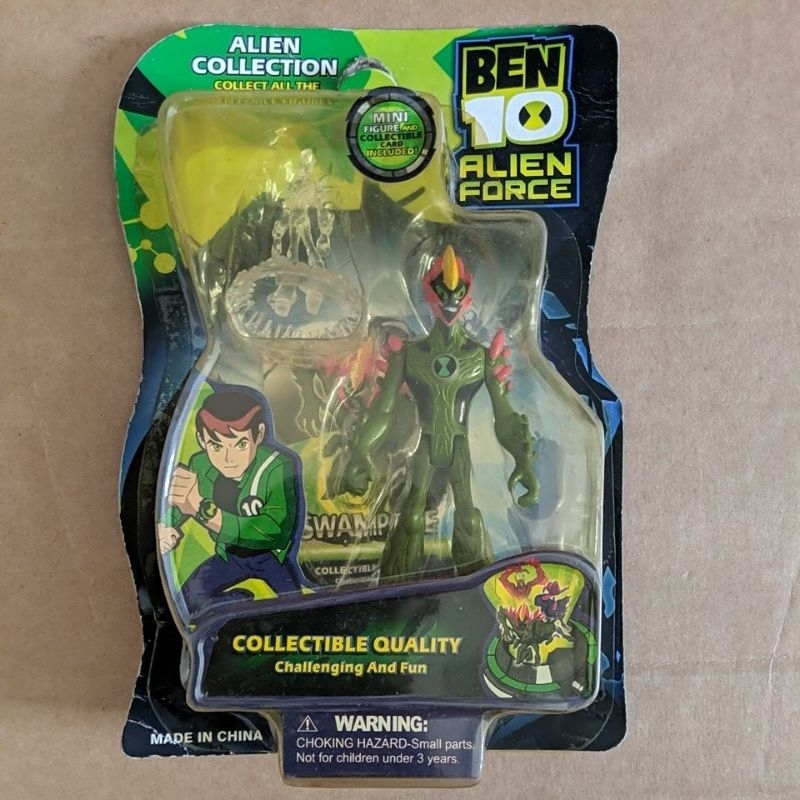 ALIEN
COLLECTION
COLLECT ALL THE
BEN
10
ALIEN
FORCE
MINI
FIGURE AND
COLLECTIBLE
CARD
INCLUDED!
10
COLLECTIBLE QUALITY
Challenging And Fun
MADE IN CHINA
WARNING:
CHOKING HAZARD-Small parts.
Not for children under 3 years.